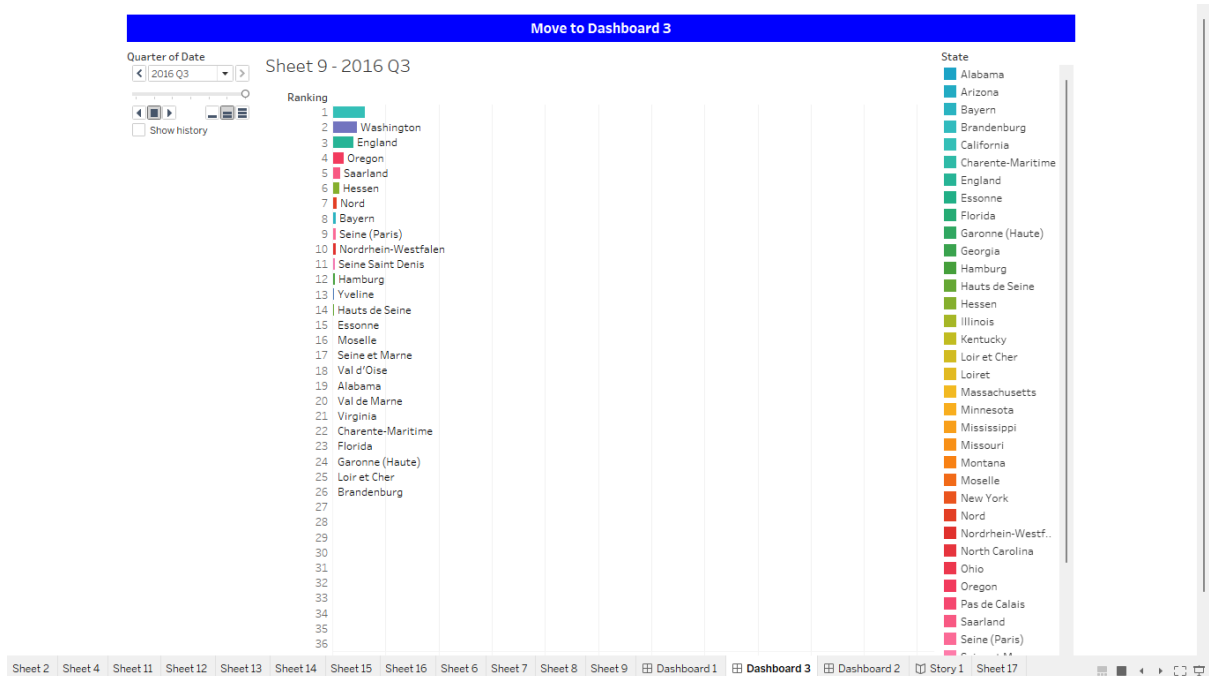 Move to Dashboard 3
Quarter of Date
2016 Q3
Show history
Sheet 9 - 2016 Q3
Ranking
1
2 Washington
3 England
4 Oregon
5 Saarland
6 Hessen
7 Nord
8 Bayern
9 Seine (Paris)
10 Nordrhein-Westfalen
11 Seine Saint Denis
12 Hamburg
13 Yveline
14 Hauts de Seine
15 Essonne
16 Moselle
17 Seine et Marne
18 Val d'Oise
19 Alabama
20 Val de Marne
21 Virginia
22 Charente-Maritime
23 Florida
24 Garonne (Haute)
25 Loir et Cher
26 Brandenburg
27
28
29
30
31
32
33
34
35
36
State
Alabama
Arizona
Bayern
Brandenburg
California
Charente-Maritime
England
Essonne
Florida
Garonne (Haute)
Georgia
Hamburg
Hauts de Seine
Hessen
Illinois
Kentucky
Loir et Cher
Loiret
Massachusetts
Minnesota
Mississippi
Missouri
Montana
Moselle
New York
Nord
Nordrhein-Westf..
North Carolina
Ohio
Oregon
Pas de Calais
Saarland
Seine (Paris)
Sheet 2 Sheet 4 Sheet 11 Sheet 12 Sheet 13 Sheet 14 Sheet 15 Sheet 16 Sheet 6 Sheet 7 Sheet 8 Sheet 9 Dashboard 1 Dashboard 3 Dashboard 2 Story 1 Sheet 17